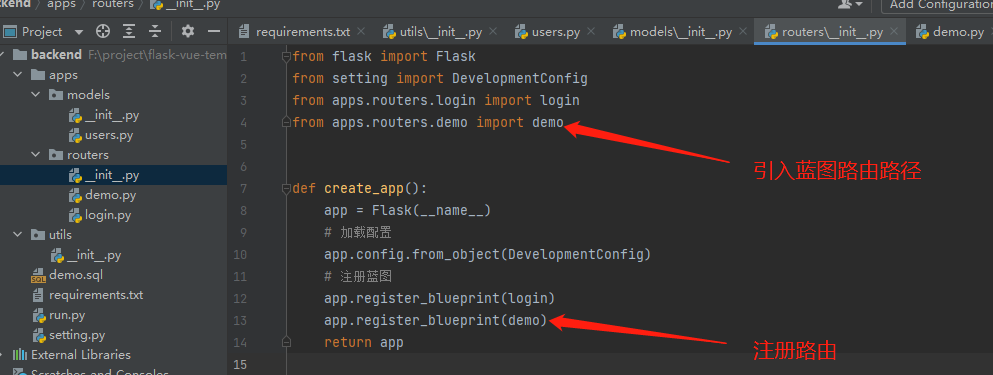 ckend
apps
routers
__init__.py
Add Configuration
Project
requirements.txt
utils\__init__.py
users.py
models\__init__.py
routers\__init__.py
demo.py
backend F:\project\flask-vue-tem
apps
models
__init__.py
users.py
routers
__init__.py
demo.py
login.py
utils
__init__.py
demo.sql
requirements.txt
run.py
setting.py
External Libraries
Scratches and Consoles
1 from flask import Flask
2 from setting import DevelopmentConfig
3 from apps.routers.login import login
4 from apps.routers.demo import demo
5
6
7 def create_app():
8 app = Flask(__name__)
9 # 加载配置
10 app.config.from_object(DevelopmentConfig)
11 # 注册蓝图
12 app.register_blueprint(login)
13 app.register_blueprint(demo)
14 return app
15
引入蓝图路由路径
注册路由